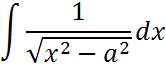 ∫ 1/√(x² − a²) dx